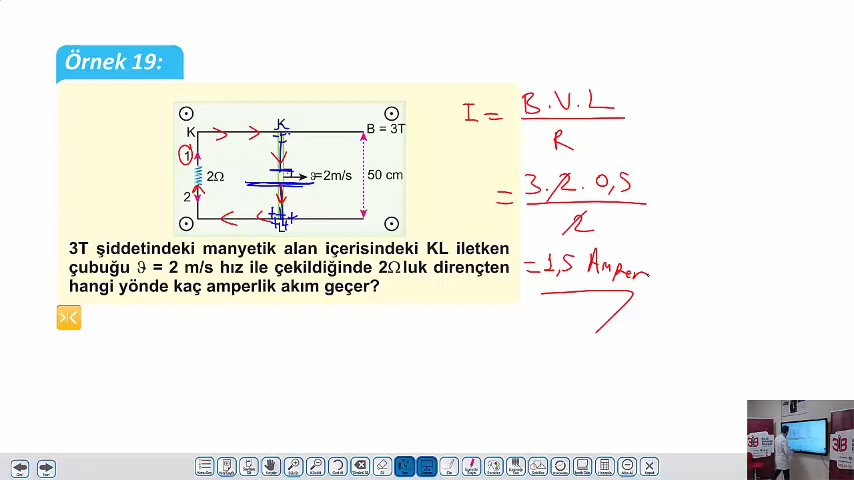 Örnek 19:
K
K
B = 3T
1
2Ω
ϑ=2m/s
50 cm
2
L
3T şiddetindeki manyetik alan içerisindeki KL iletken
çubuğu ϑ = 2 m/s hız ile çekildiğinde 2Ωluk dirençten
hangi yönde kaç amperlik akım geçer?
I = B.V.L
R
= 3.2.0,5
2
= 1,5 Amper